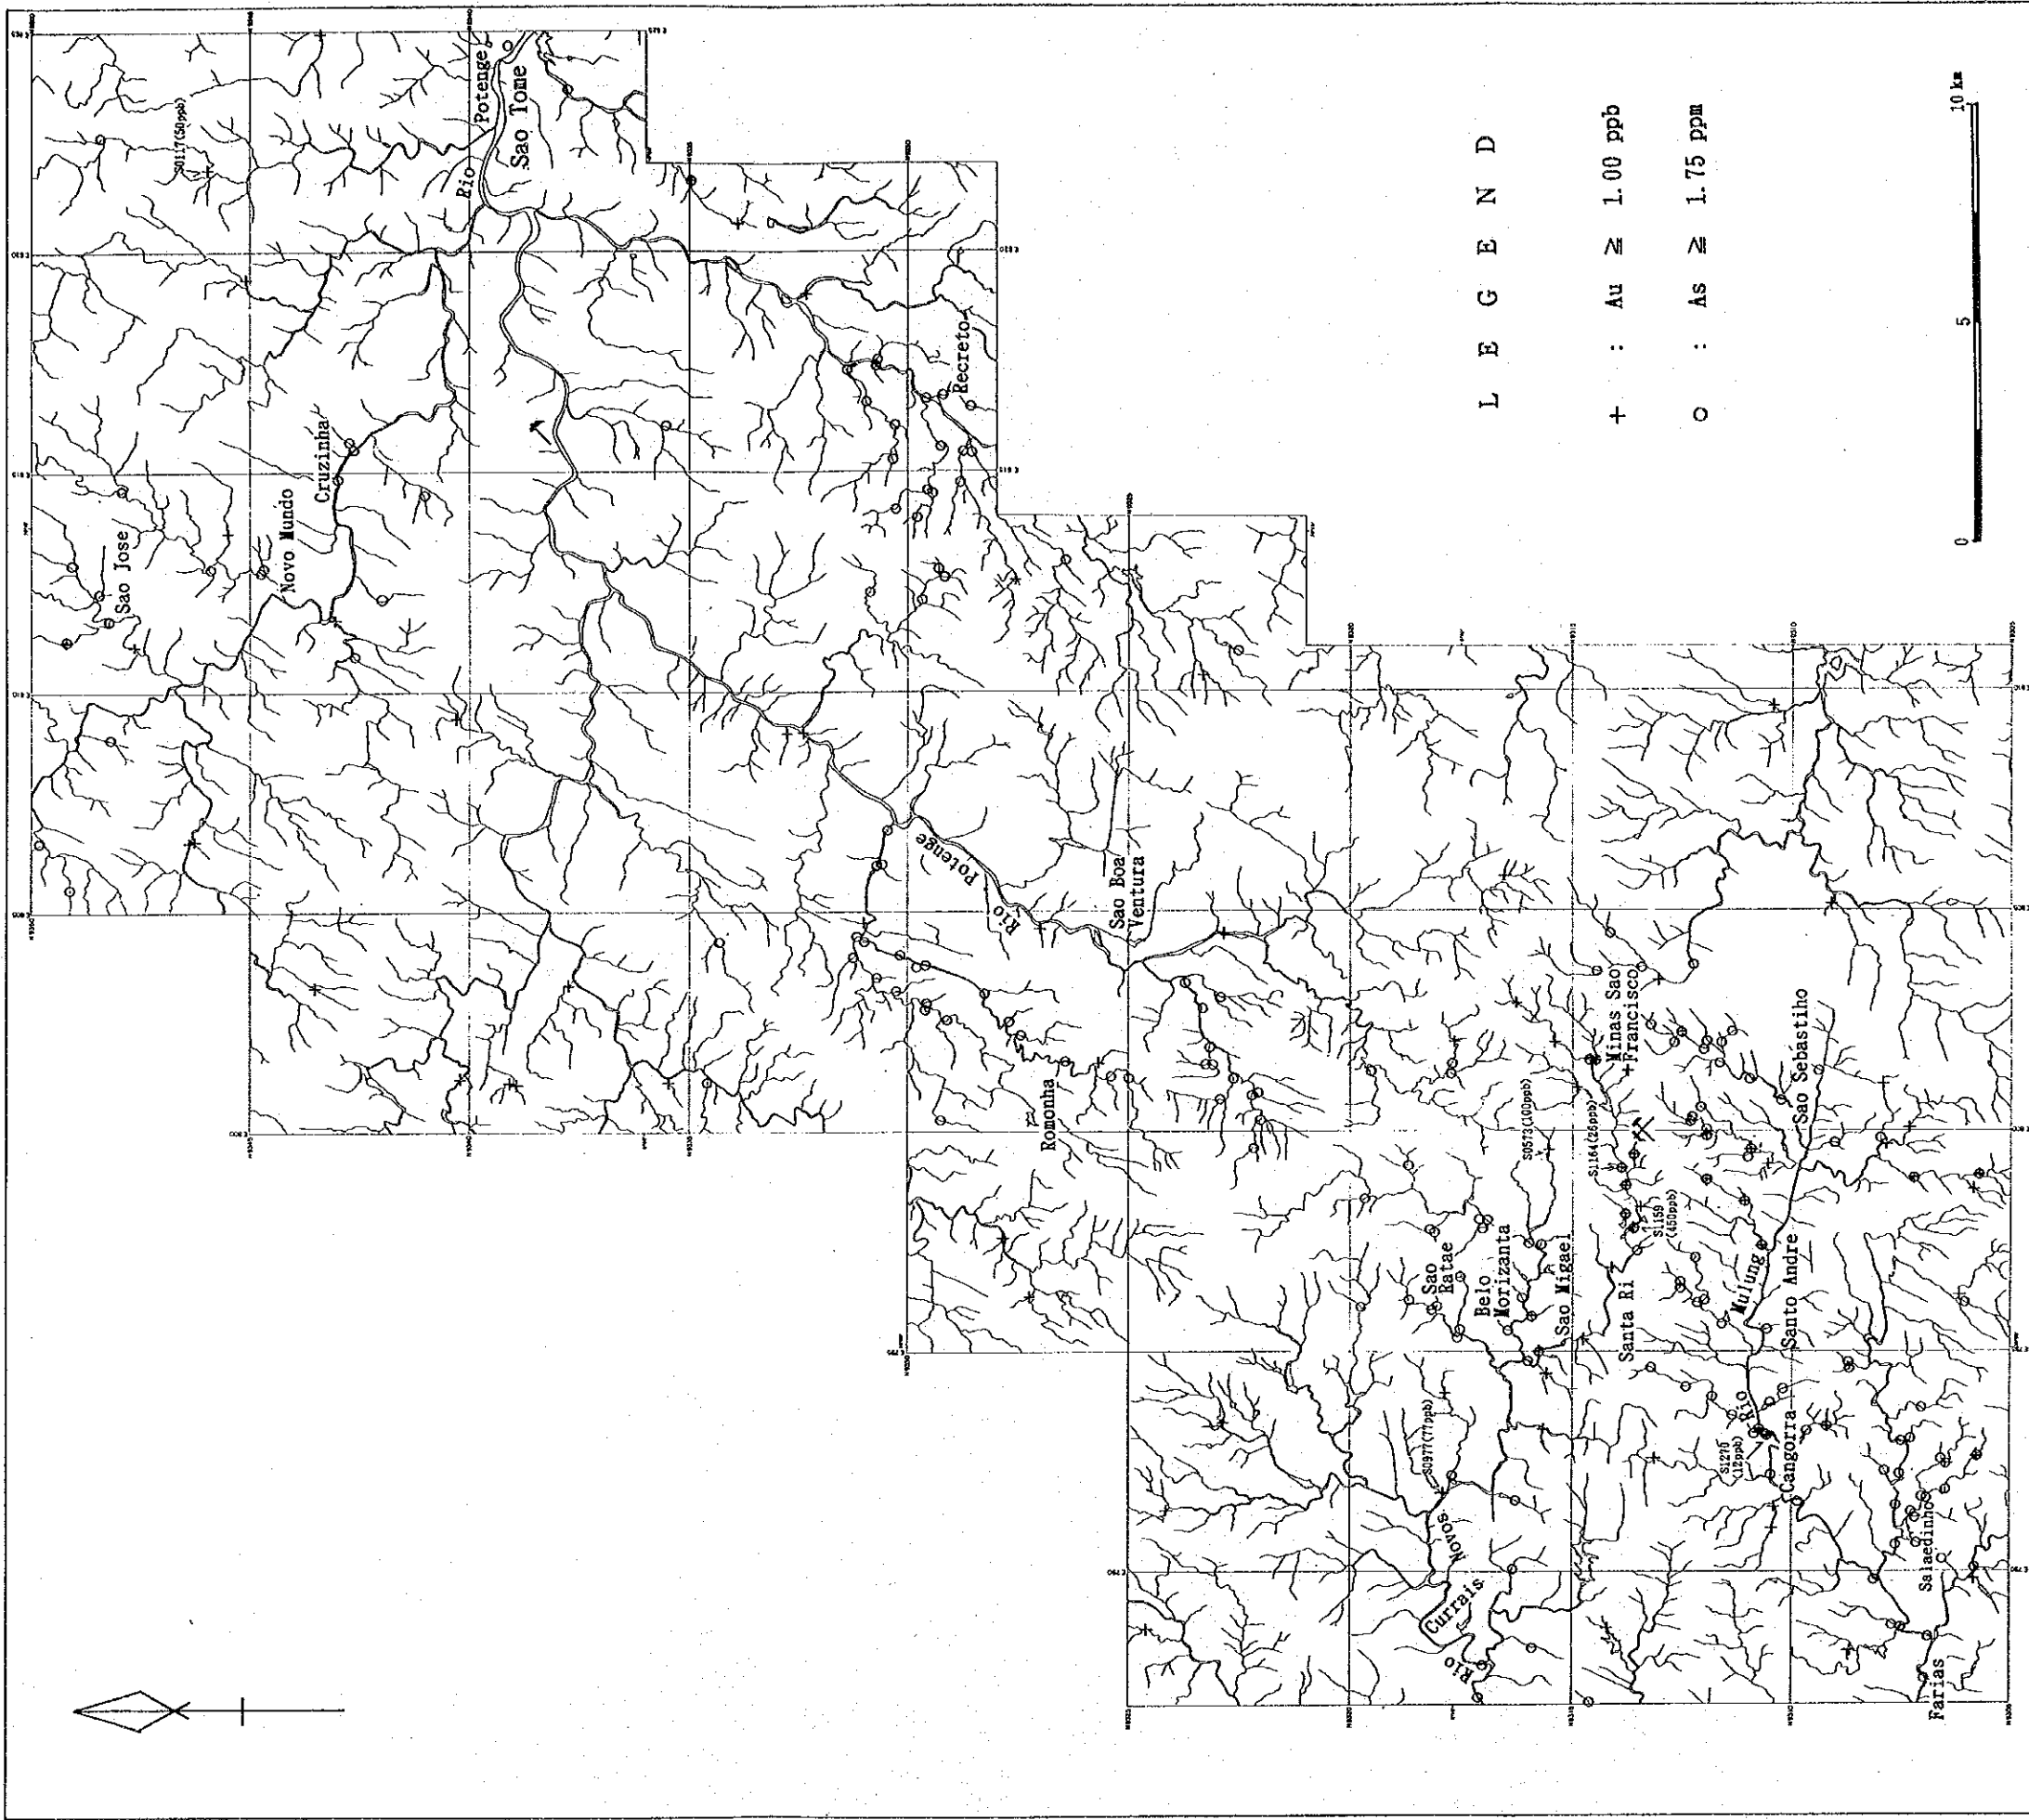 S0117(50ppb)
Rio
Potenge
Sao Tome
Sao Jose
Novo Mundo
Cruzinha
Recreto
Rio
Potenge
Sao Boa
Ventura
Romonha
Minas Sao
Francisco
Sao Sebastiho
S0573(100ppb)
S1164(26ppb)
S1159
(450ppb)
Sao
Ratae
Belo
Morizanta
Sao Migael
Santa Ri
Mulung
Rio
Santo Andre
Cangorra
S1270
(12ppb)
S0977(77ppb)
Rio
Currais
Novos
Saiaedinho
Farias
L E G E N D
+ : Au ≧ 1.00 ppb
o : As ≧ 1.75 ppm
0 5 10 km